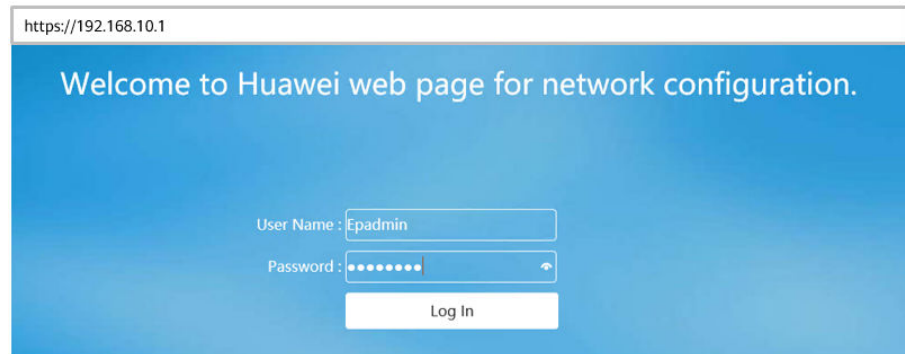 https://192.168.10.1
Welcome to Huawei web page for network configuration.
User Name : Epadmin
Password : ••••••••
Log In